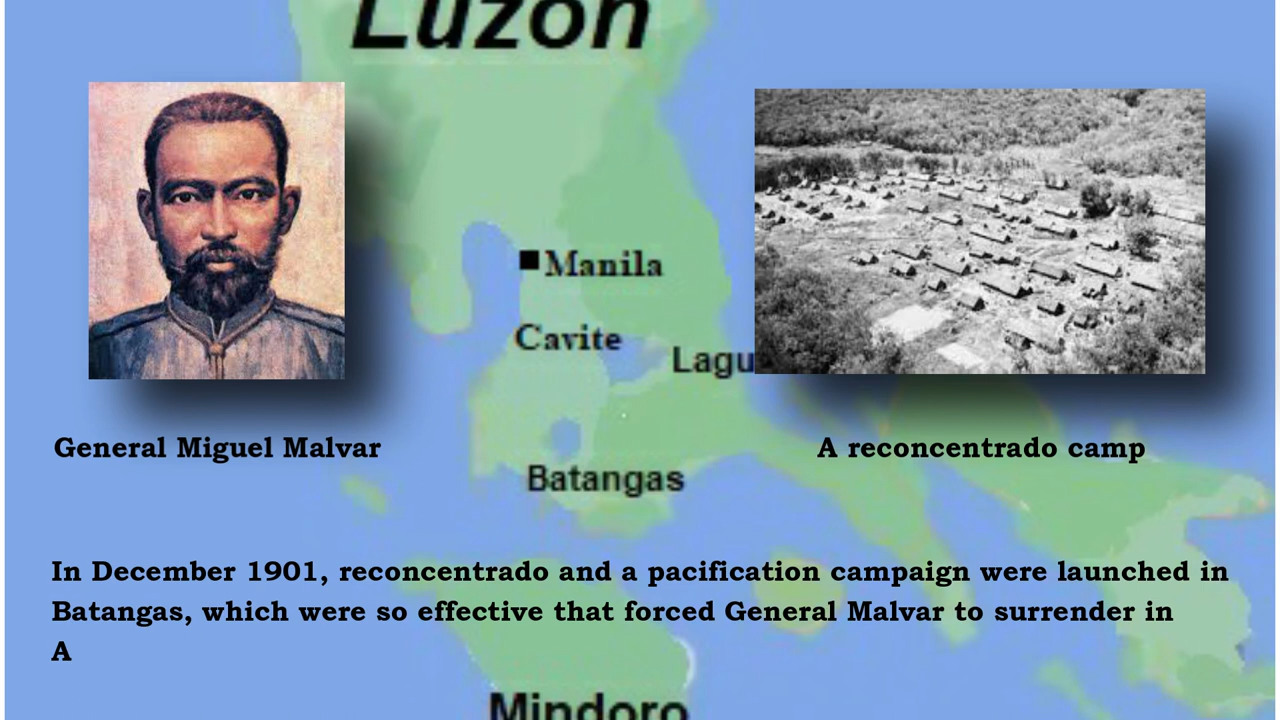 Luzon
Manila
Cavite
Lagu
General Miguel Malvar
A reconcentrado camp
Batangas
In December 1901, reconcentrado and a pacification campaign were launched in
Batangas, which were so effective that forced General Malvar to surrender in
A
Mindoro